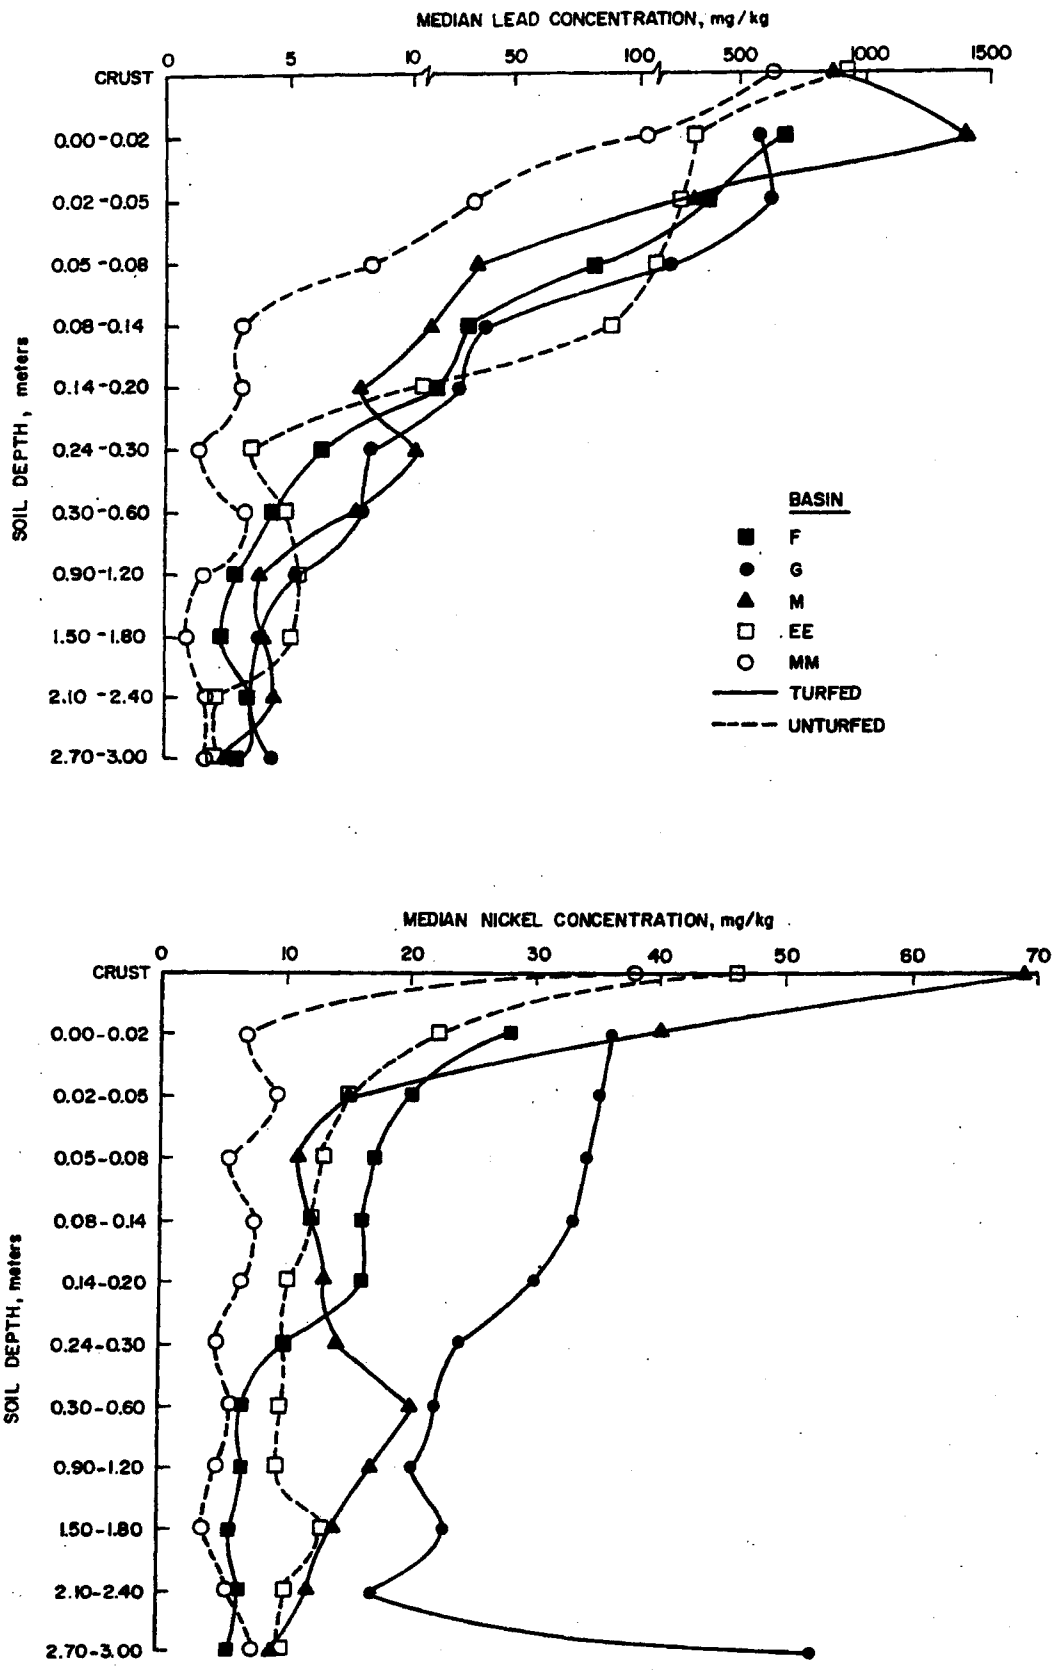 MEDIAN LEAD CONCENTRATION, mg/kg
0 5 10 50 100 500 1000 1500
CRUST
0.00-0.02
0.02-0.05
0.05-0.08
0.08-0.14
0.14-0.20
0.24-0.30
0.30-0.60
0.90-1.20
1.50-1.80
2.10-2.40
2.70-3.00
SOIL DEPTH, meters
BASIN
F
G
M
EE
MM
TURFED
UNTURFED
MEDIAN NICKEL CONCENTRATION, mg/kg
0 10 20 30 40 50 60 70
CRUST
0.00-0.02
0.02-0.05
0.05-0.08
0.08-0.14
0.14-0.20
0.24-0.30
0.30-0.60
0.90-1.20
1.50-1.80
2.10-2.40
2.70-3.00
SOIL DEPTH, meters